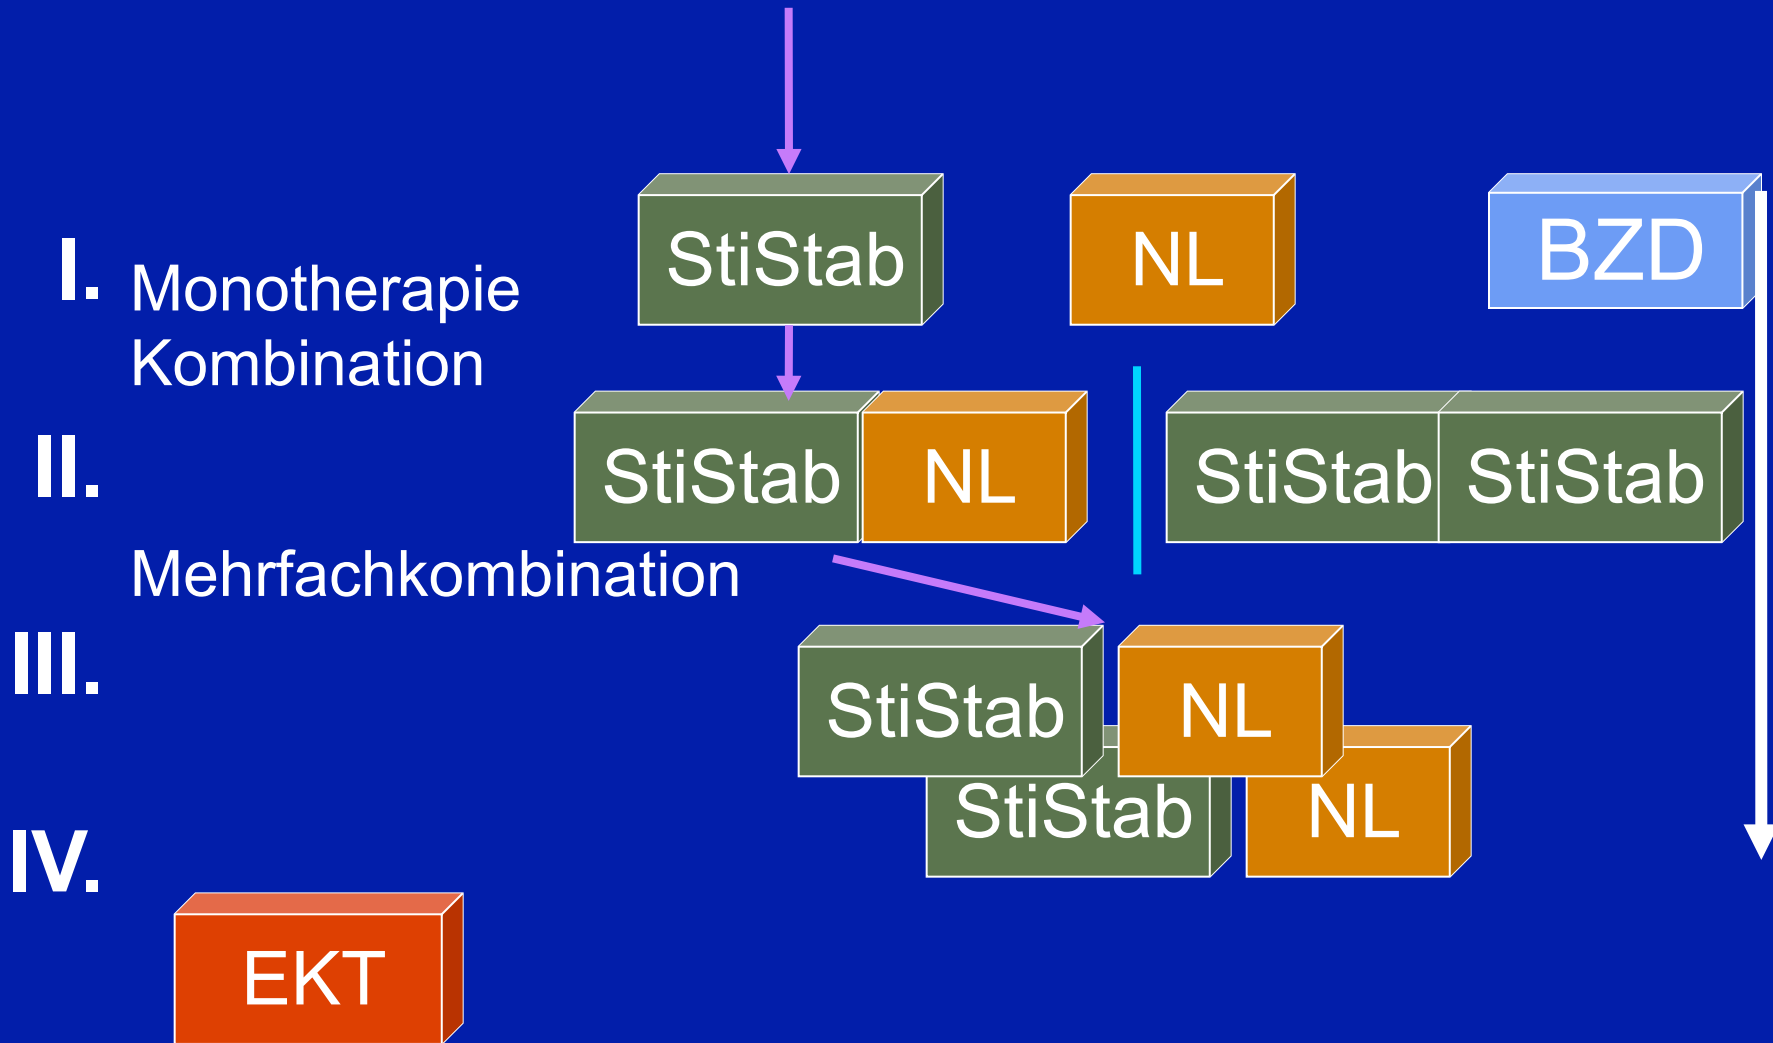 StiStab NL BZD
I. Monotherapie
Kombination
StiStab NL StiStab StiStab
II.
Mehrfachkombination
III.
StiStab NL
StiStab NL
IV.
EKT